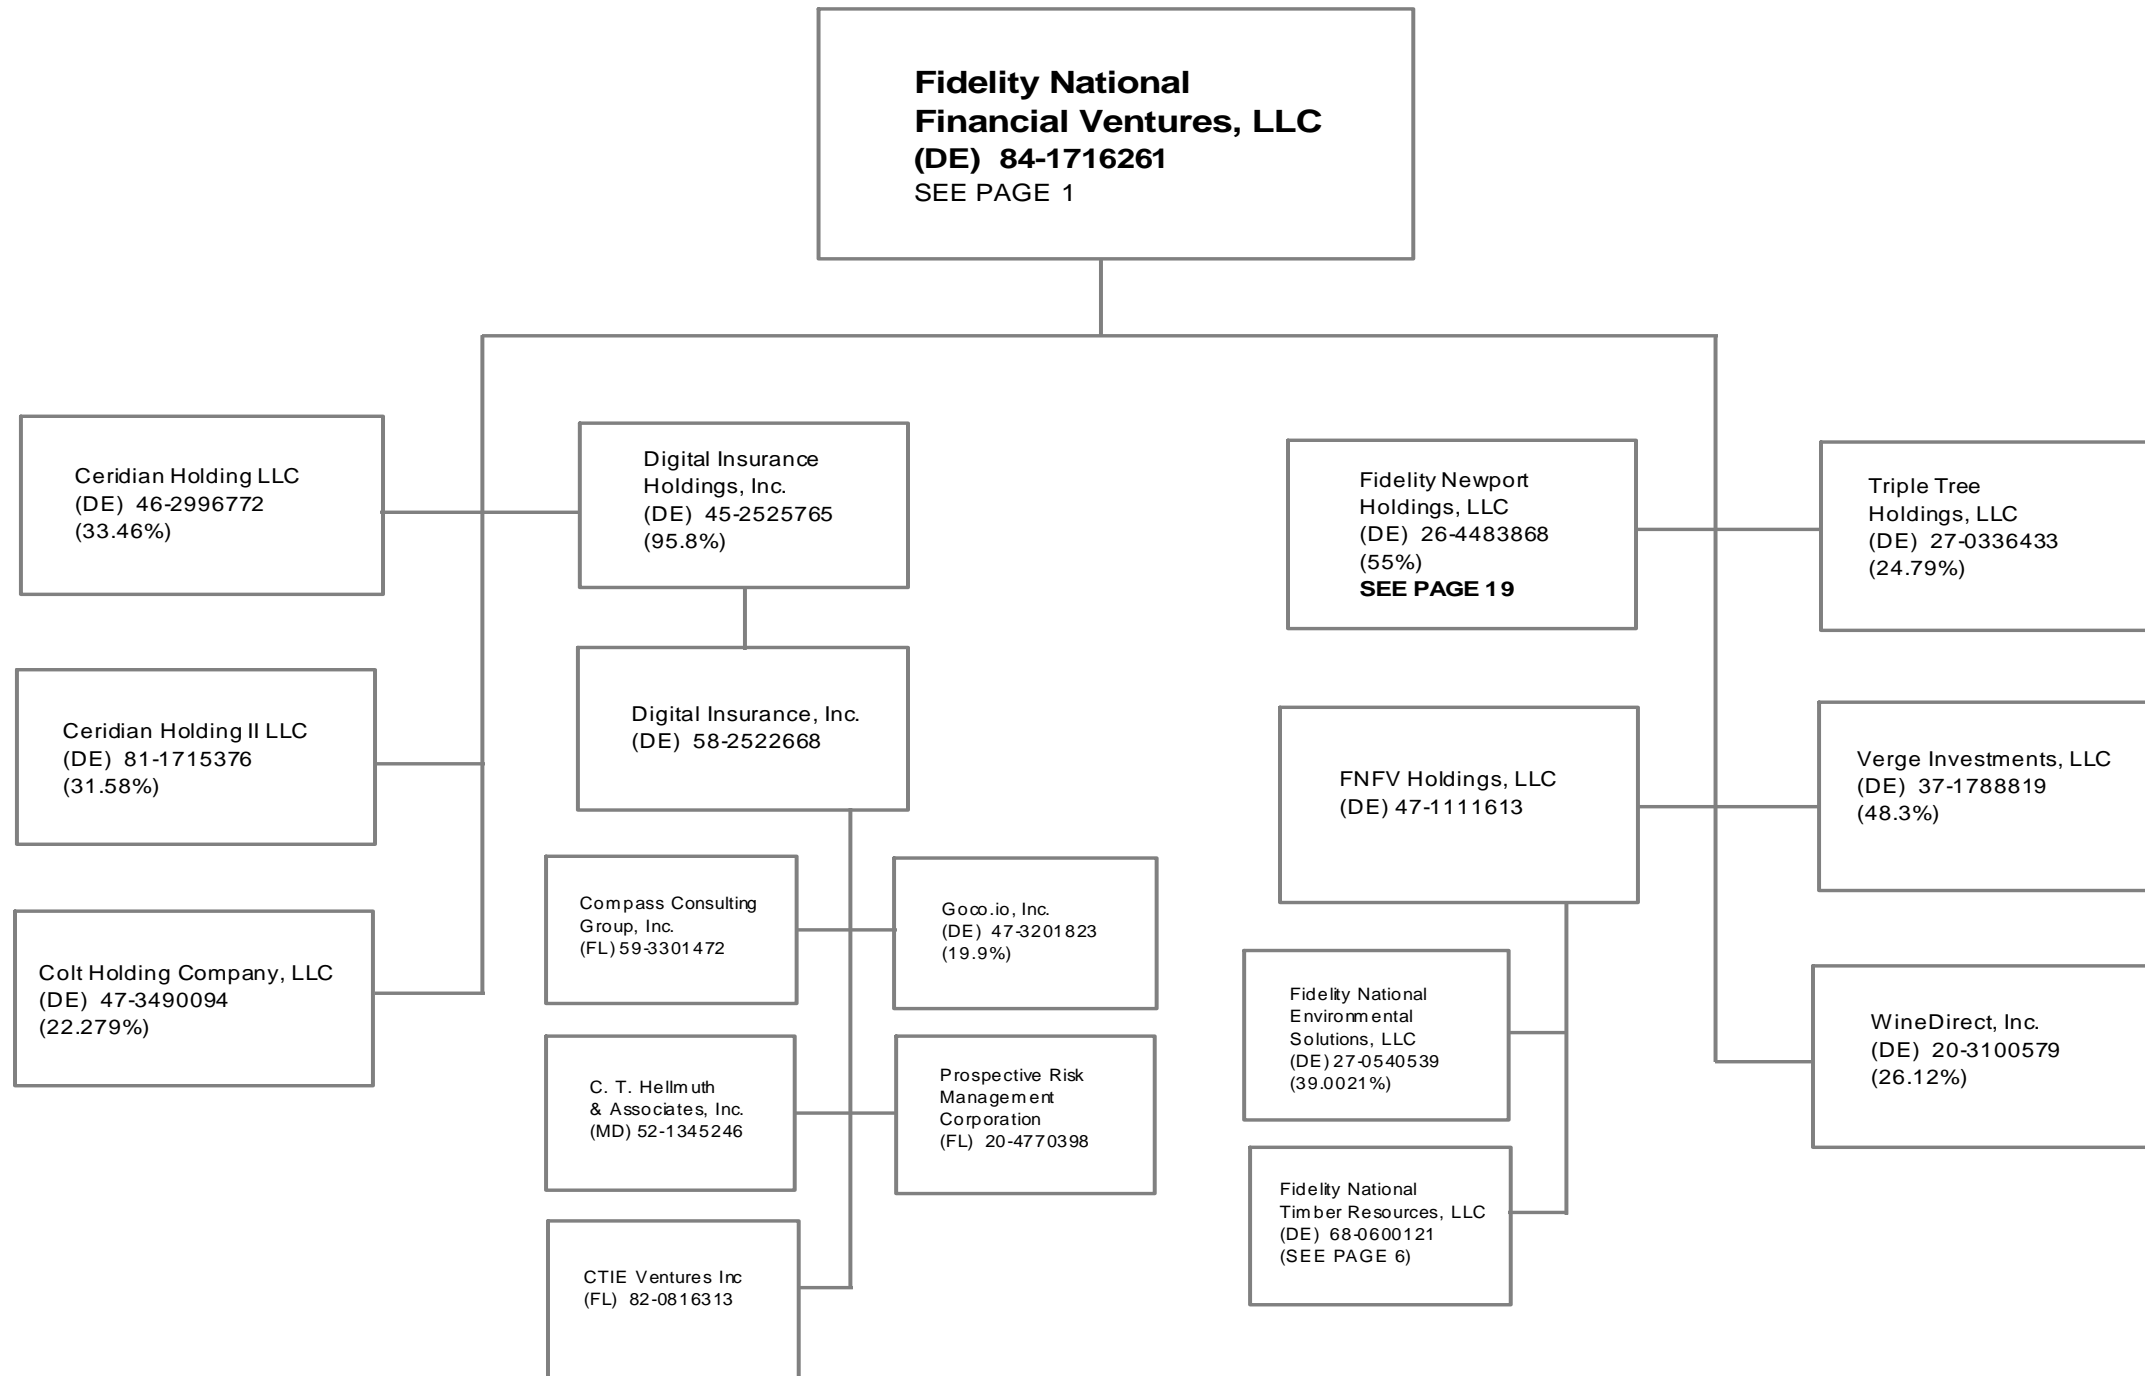 Fidelity National
Financial Ventures, LLC
(DE) 84-1716261
SEE PAGE 1
Ceridian Holding LLC
(DE) 46-2996772
(33.46%)
Digital Insurance
Holdings, Inc.
(DE) 45-2525765
(95.8%)
Fidelity Newport
Holdings, LLC
(DE) 26-4483868
(55%)
SEE PAGE 19
Triple Tree
Holdings, LLC
(DE) 27-0336433
(24.79%)
Ceridian Holding II LLC
(DE) 81-1715376
(31.58%)
Digital Insurance, Inc.
(DE) 58-2522668
FNFV Holdings, LLC
(DE) 47-1111613
Verge Investments, LLC
(DE) 37-1788819
(48.3%)
Colt Holding Company, LLC
(DE) 47-3490094
(22.279%)
Compass Consulting
Group, Inc.
(FL) 59-3301472
Goco.io, Inc.
(DE) 47-3201823
(19.9%)
Fidelity National
Environmental
Solutions, LLC
(DE) 27-0540539
(39.0021%)
WineDirect, Inc.
(DE) 20-3100579
(26.12%)
C. T. Hellmuth
& Associates, Inc.
(MD) 52-1345246
Prospective Risk
Management
Corporation
(FL) 20-4770398
Fidelity National
Timber Resources, LLC
(DE) 68-0600121
(SEE PAGE 6)
CTIE Ventures Inc
(FL) 82-0816313